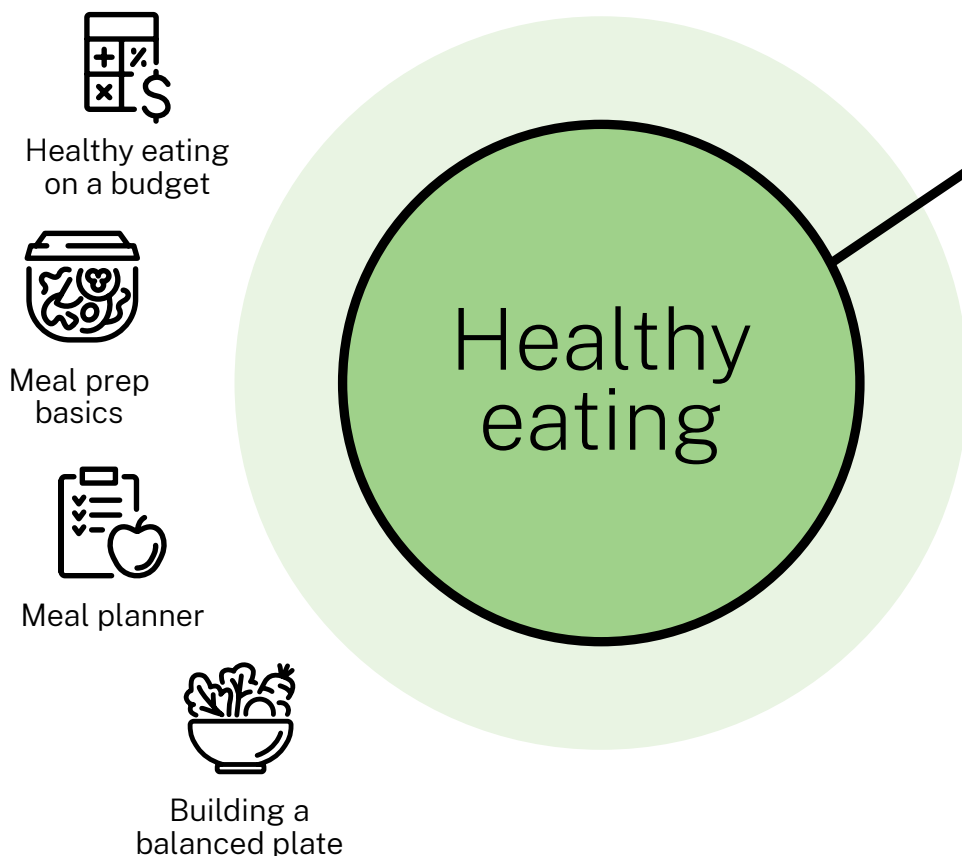 Healthy eating
on a budget
Meal prep
basics
Meal planner
Building a
balanced plate
Healthy
eating